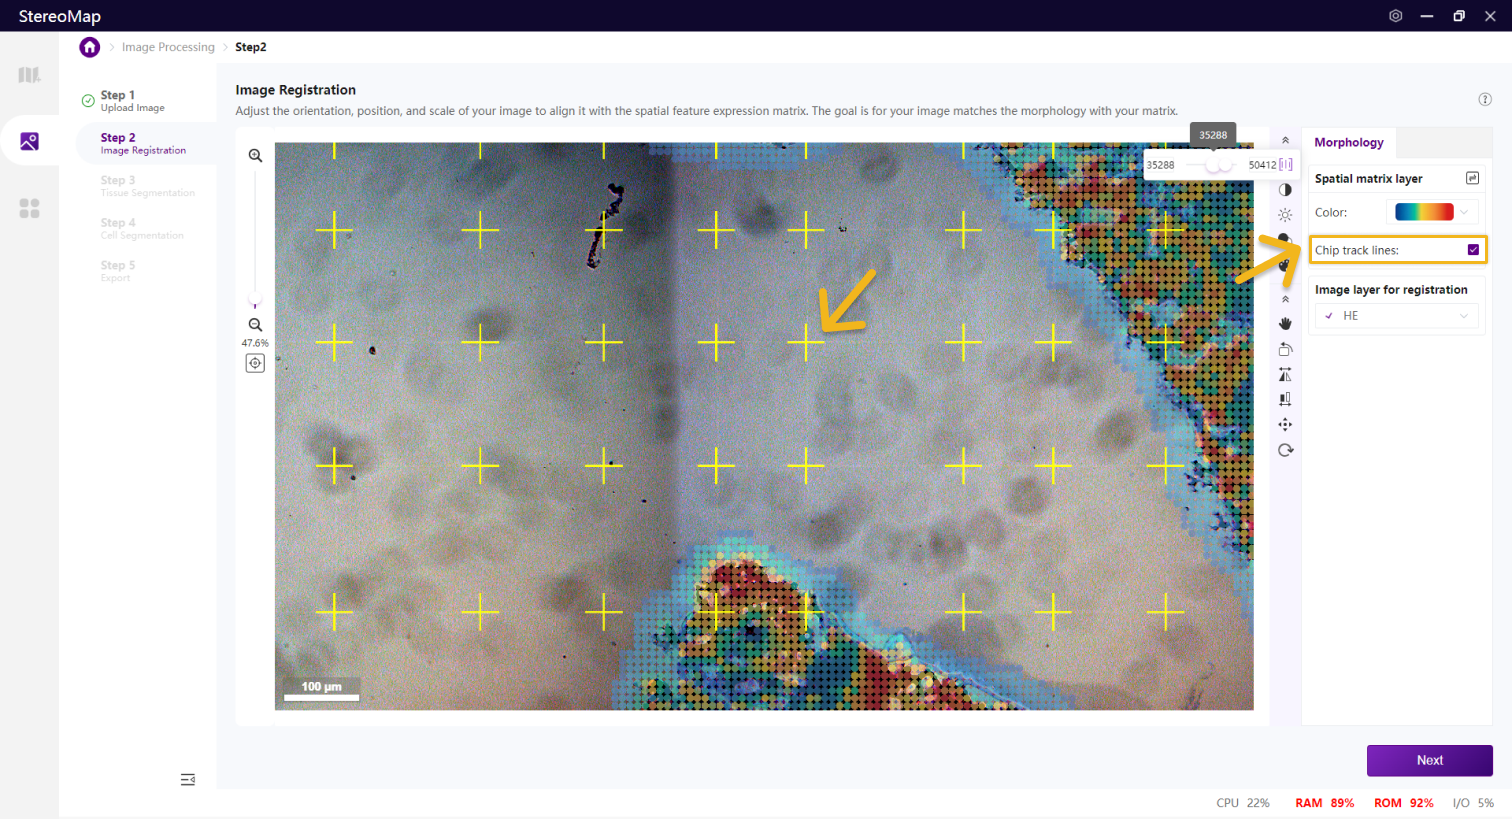 StereoMap
Image Processing
Step2
Step 1
Upload Image
Step 2
Image Registration
Step 3
Tissue Segmentation
Step 4
Cell Segmentation
Step 5
Export
Image Registration
Adjust the orientation, position, and scale of your image to align it with the spatial feature expression matrix. The goal is for your image matches the morphology with your matrix.
47.6%
100 μm
35288
35288
50412
Morphology
Spatial matrix layer
Color:
Chip track lines:
Image layer for registration
HE
Next
CPU 22% RAM 89% ROM 92% I/O 5%